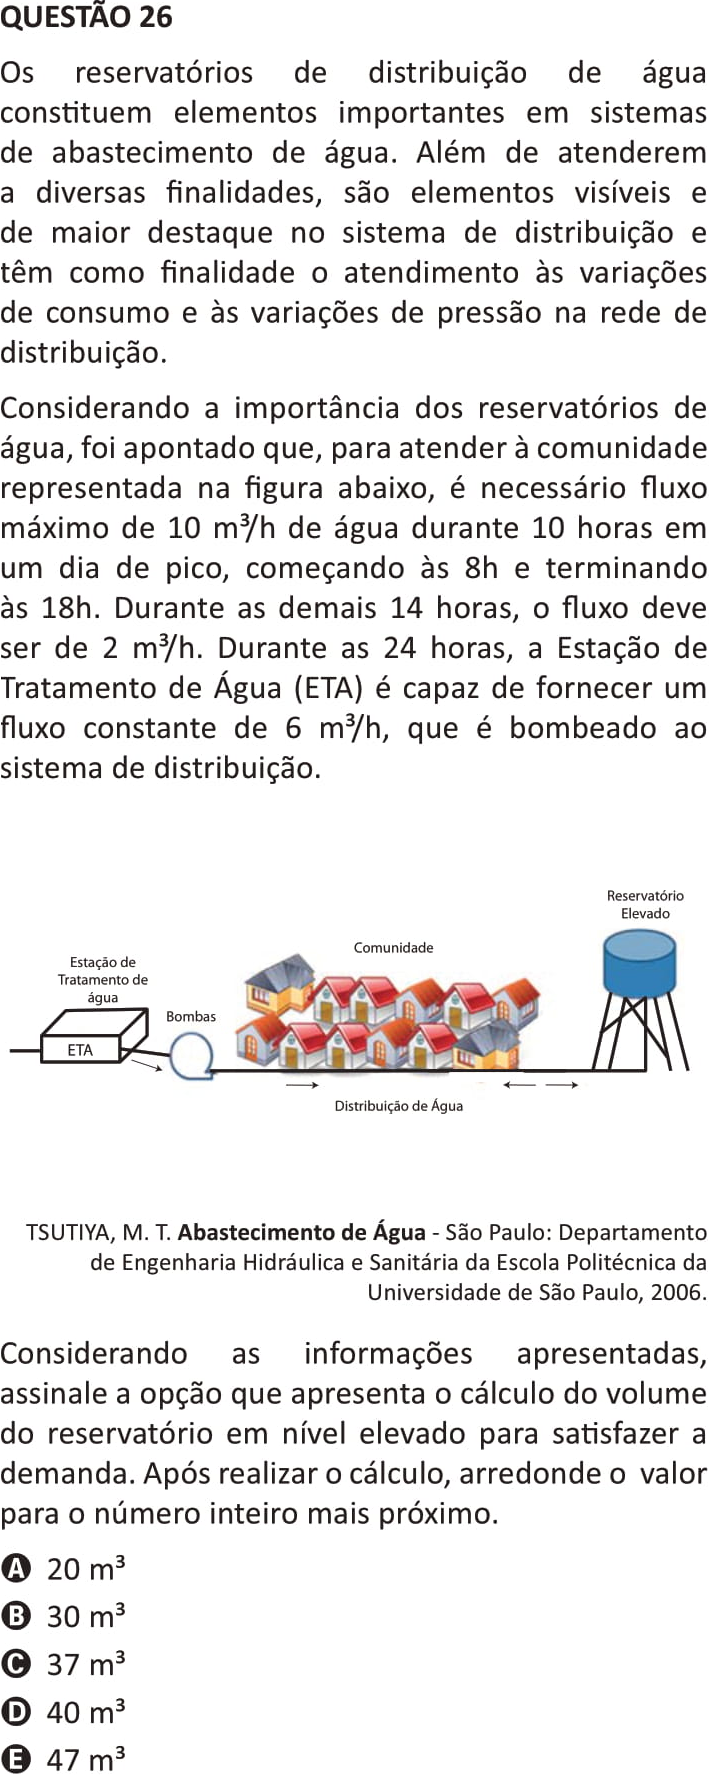 QUESTÃO 26
Os reservatórios de distribuição de água
constituem elementos importantes em sistemas
de abastecimento de água. Além de atenderem
a diversas finalidades, são elementos visíveis e
de maior destaque no sistema de distribuição e
têm como finalidade o atendimento às variações
de consumo e às variações de pressão na rede de
distribuição.
Considerando a importância dos reservatórios de
água, foi apontado que, para atender à comunidade
representada na figura abaixo, é necessário fluxo
máximo de 10 m³/h de água durante 10 horas em
um dia de pico, começando às 8h e terminando
às 18h. Durante as demais 14 horas, o fluxo deve
ser de 2 m³/h. Durante as 24 horas, a Estação de
Tratamento de Água (ETA) é capaz de fornecer um
fluxo constante de 6 m³/h, que é bombeado ao
sistema de distribuição.
Reservatório
Elevado
Comunidade
Estação de
Tratamento de
água
Bombas
ETA
Distribuição de Água
TSUTIYA, M. T. Abastecimento de Água - São Paulo: Departamento
de Engenharia Hidráulica e Sanitária da Escola Politécnica da
Universidade de São Paulo, 2006.
Considerando as informações apresentadas,
assinale a opção que apresenta o cálculo do volume
do reservatório em nível elevado para satisfazer a
demanda. Após realizar o cálculo, arredonde o valor
para o número inteiro mais próximo.
A 20 m³
B 30 m³
C 37 m³
D 40 m³
E 47 m³